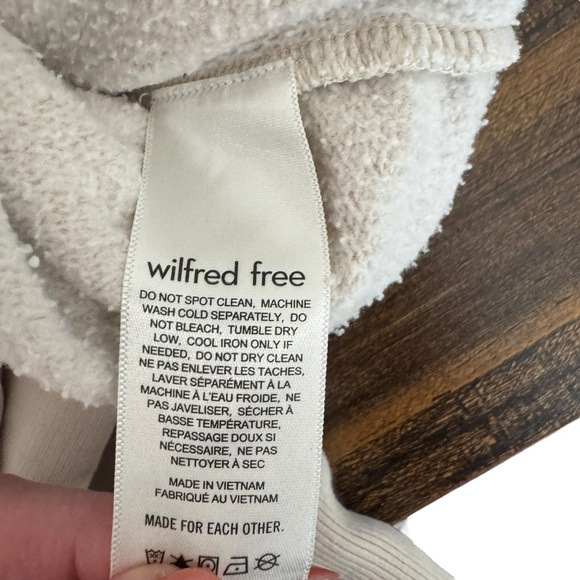 wilfred free
DO NOT SPOT CLEAN, MACHINE
WASH COLD SEPARATELY, DO
NOT BLEACH, TUMBLE DRY
LOW, COOL IRON ONLY IF
NEEDED, DO NOT DRY CLEAN
NE PAS ENLEVER LES TACHES,
LAVER SÉPARÉMENT À LA
MACHINE À L'EAU FROIDE, NE
PAS JAVELISER, SÉCHER À
BASSE TEMPÉRATURE,
REPASSAGE DOUX SI
NÉCESSAIRE, NE PAS
NETTOYER À SEC
MADE IN VIETNAM
FABRIQUÉ AU VIETNAM
MADE FOR EACH OTHER.